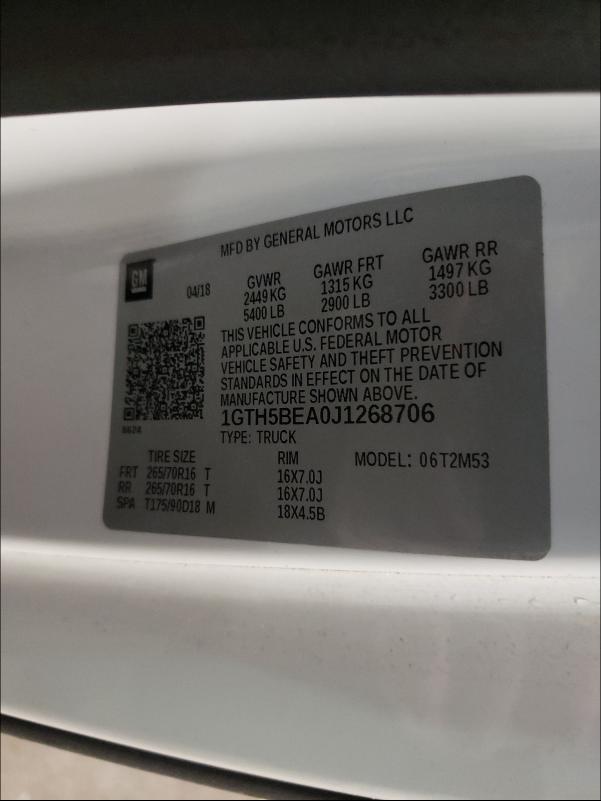 MFD BY GENERAL MOTORS LLC
GM
04/18
GVWR
2449 KG
5400 LB
GAWR FRT
1315 KG
2900 LB
GAWR RR
1497 KG
3300 LB
THIS VEHICLE CONFORMS TO ALL
APPLICABLE U.S. FEDERAL MOTOR
VEHICLE SAFETY AND THEFT PREVENTION
STANDARDS IN EFFECT ON THE DATE OF
MANUFACTURE SHOWN ABOVE.
1GTH5BEA0J1268706
TYPE: TRUCK
TIRE SIZE RIM MODEL: 06T2M53
FRT 265/70R16 T 16X7.0J
RR 265/70R16 T 16X7.0J
SPA T175/90D18 M 18X4.5B